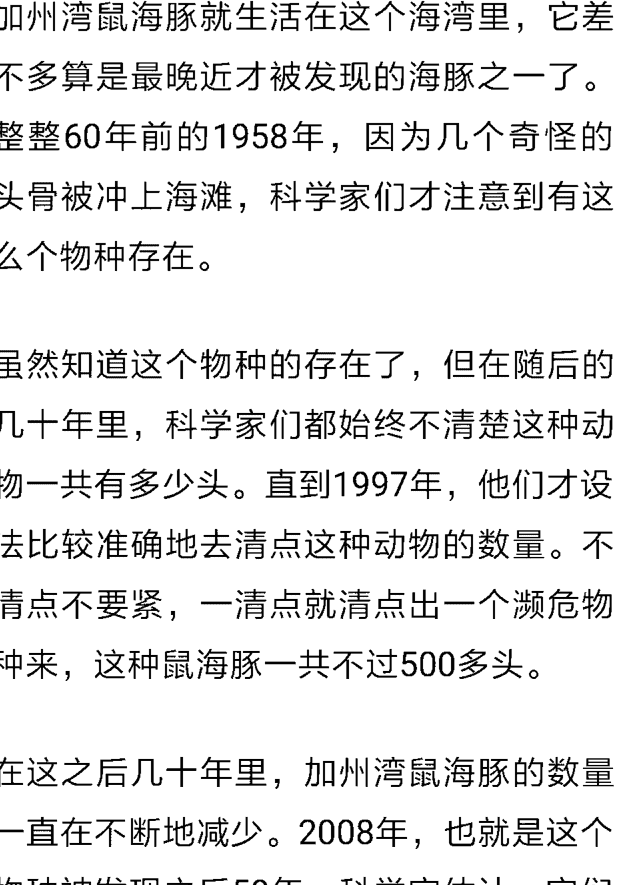 加州湾鼠海豚就生活在这个海湾里，它差
不多算是最晚近才被发现的海豚之一了。
整整60年前的1958年，因为几个奇怪的
头骨被冲上海滩，科学家们才注意到有这
么个物种存在。
虽然知道这个物种的存在了，但在随后的
几十年里，科学家们都始终不清楚这种动
物一共有多少头。直到1997年，他们才设
法比较准确地去清点这种动物的数量。不
清点不要紧，一清点就清点出一个濒危物
种来，这种鼠海豚一共不过500多头。
在这之后几十年里，加州湾鼠海豚的数量
一直在不断地减少。2008年，也就是这个